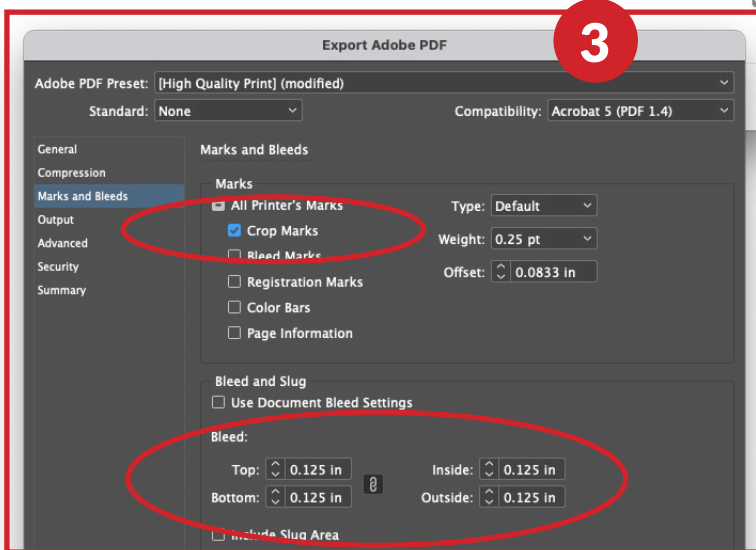 3
Export Adobe PDF
Adobe PDF Preset: [High Quality Print] (modified)
Standard: None Compatibility: Acrobat 5 (PDF 1.4)
General
Compression
Marks and Bleeds
Output
Advanced
Security
Summary
Marks and Bleeds
Marks
All Printer's Marks
Crop Marks
Bleed Marks
Registration Marks
Color Bars
Page Information
Type: Default
Weight: 0.25 pt
Offset: 0.0833 in
Bleed and Slug
Use Document Bleed Settings
Bleed:
Top: 0.125 in Inside: 0.125 in
Bottom: 0.125 in Outside: 0.125 in
Include Slug Area